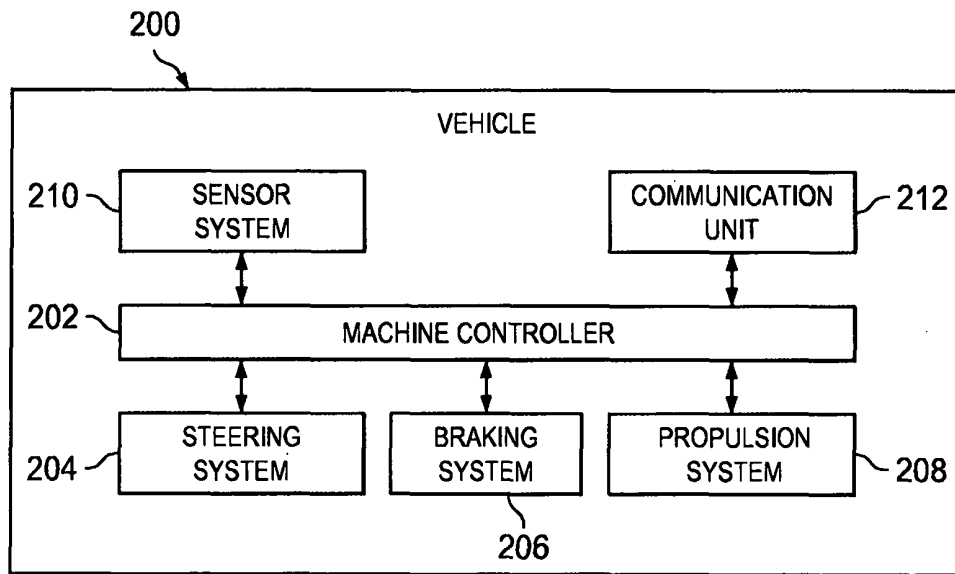 200
VEHICLE
210
SENSOR
SYSTEM
COMMUNICATION
UNIT
212
202
MACHINE CONTROLLER
204
STEERING
SYSTEM
BRAKING
SYSTEM
PROPULSION
SYSTEM
208
206